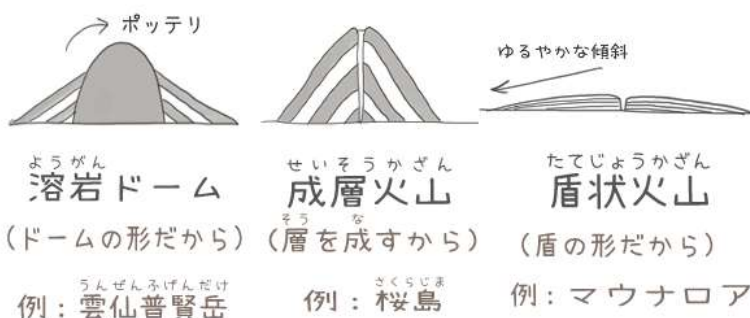 ポッテリ
ようがん
溶岩ドーム
(ドームの形だから)
うんぜんふげんだけ
例:雲仙普賢岳
せいそうかざん
成層火山
そう な
(層を成すから)
さくらじま
例:桜島
ゆるやかな傾斜
たてじょうかざん
盾状火山
(盾の形だから)
例:マウナロア